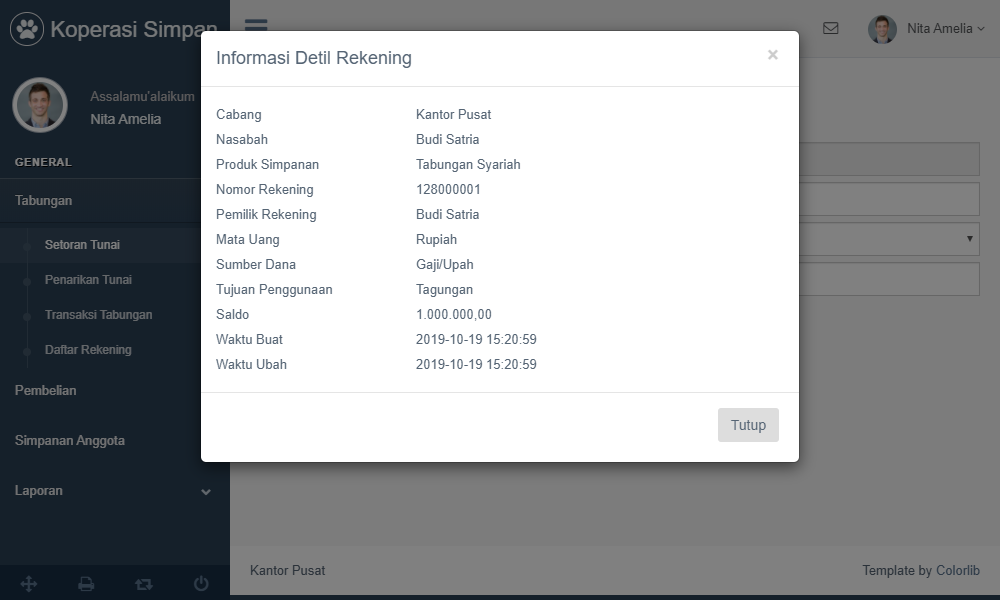 Koperasi Simpan
Nita Amelia
Assalamu'alaikum
Nita Amelia
GENERAL
Tabungan
Setoran Tunai
Penarikan Tunai
Transaksi Tabungan
Daftar Rekening
Pembelian
Simpanan Anggota
Laporan
Informasi Detil Rekening
×
Cabang Kantor Pusat
Nasabah Budi Satria
Produk Simpanan Tabungan Syariah
Nomor Rekening 128000001
Pemilik Rekening Budi Satria
Mata Uang Rupiah
Sumber Dana Gaji/Upah
Tujuan Penggunaan Tagungan
Saldo 1.000.000,00
Waktu Buat 2019-10-19 15:20:59
Waktu Ubah 2019-10-19 15:20:59
Tutup
Kantor Pusat
Template by Colorlib